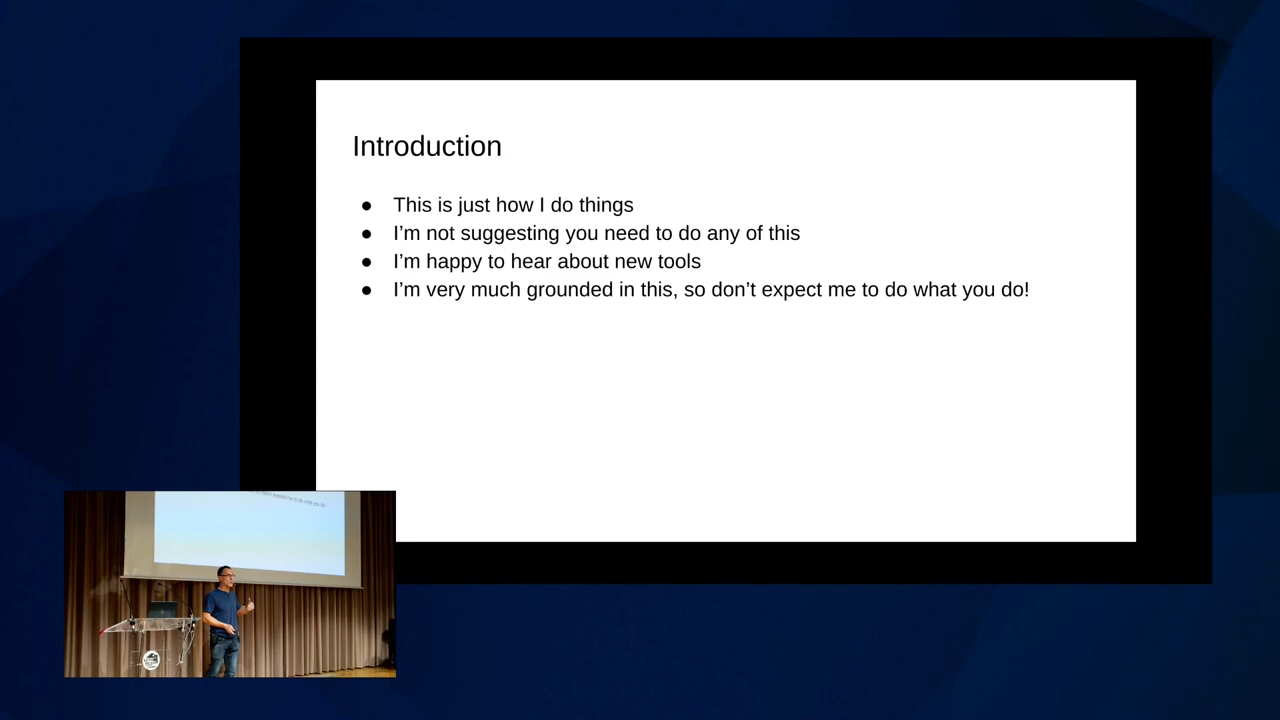 Introduction
● This is just how I do things
● I’m not suggesting you need to do any of this
● I’m happy to hear about new tools
● I’m very much grounded in this, so don’t expect me to do what you do!